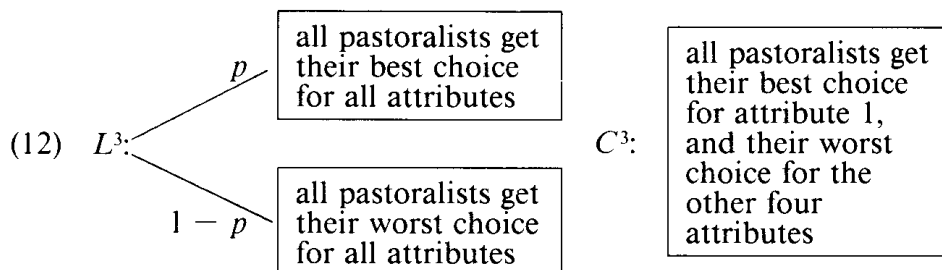 (12) L³:
p
all pastoralists get
their best choice
for all attributes
1 − p
all pastoralists get
their worst choice
for all attributes
C³:
all pastoralists get
their best choice
for attribute 1,
and their worst
choice for the
other four
attributes